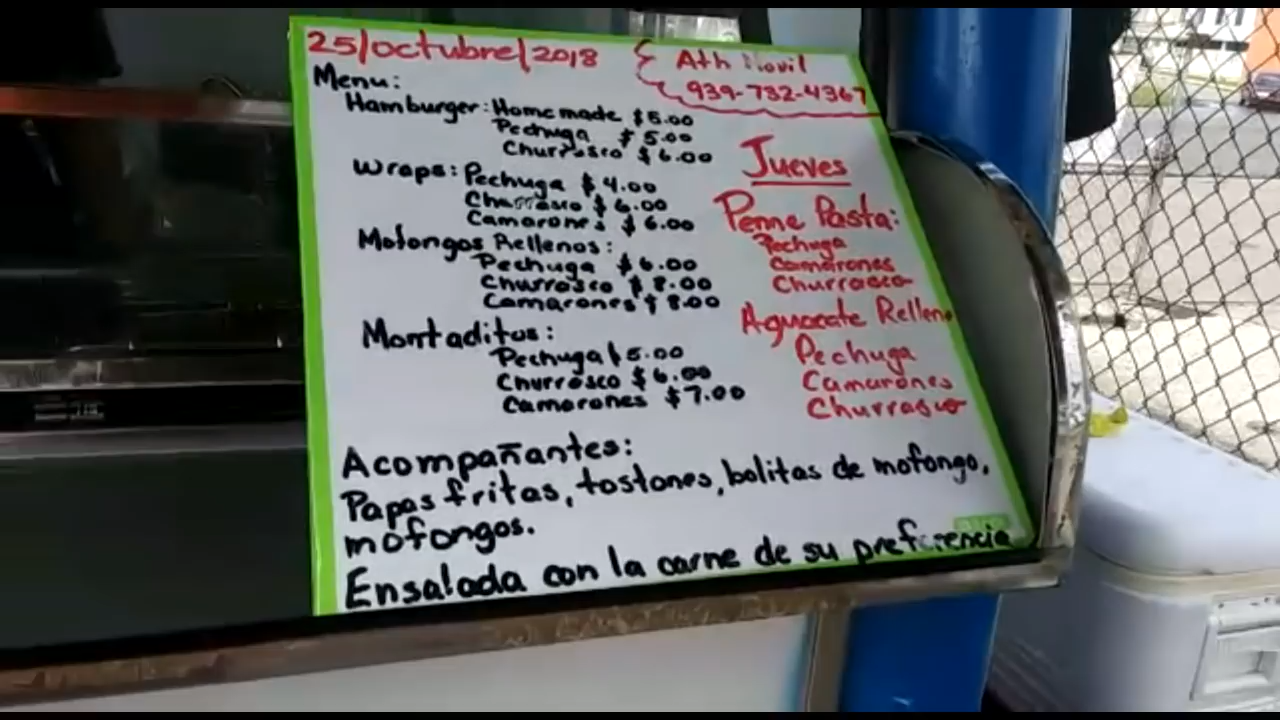 25/octubre/2018
Ath Movil
939-732-4367
Menu:
Hamburger: Homemade $5.00
Pechuga $5.00
Churrasco $6.00
Wraps: Pechuga $4.00
Churrasco $6.00
Camarones $6.00
Mofongos Rellenos:
Pechuga $6.00
Churrasco $8.00
Camarones $8.00
Montaditos:
Pechuga $5.00
Churrasco $6.00
Camarones $7.00
Jueves
Penne Pasta:
Pechuga
Camarones
Churrasco
Aguacate Relleno
Pechuga
Camarones
Churrasco
Acompañantes:
Papas fritas, tostones, bolitas de mofongo,
mofongos.
Ensalada con la carne de su preferencia